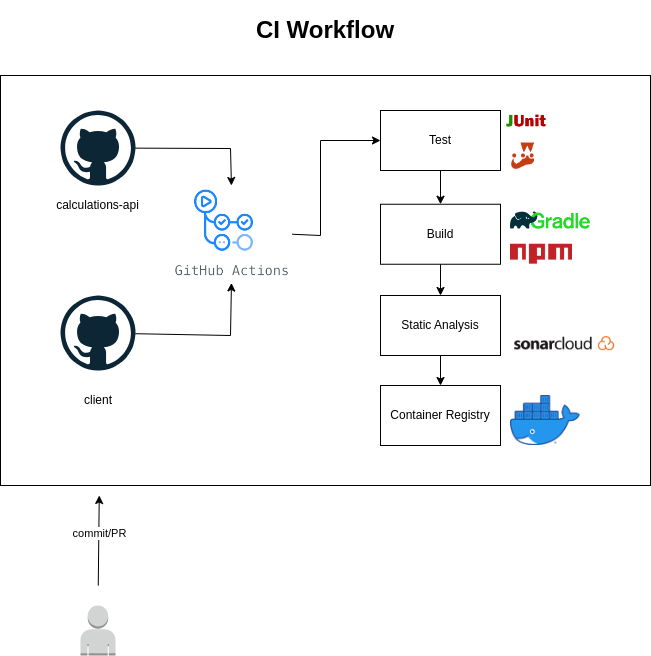 CI Workflow
calculations-api
GitHub Actions
client
Test
JUnit
Build
Gradle
npm
Static Analysis
sonarcloud
Container Registry
commit/PR